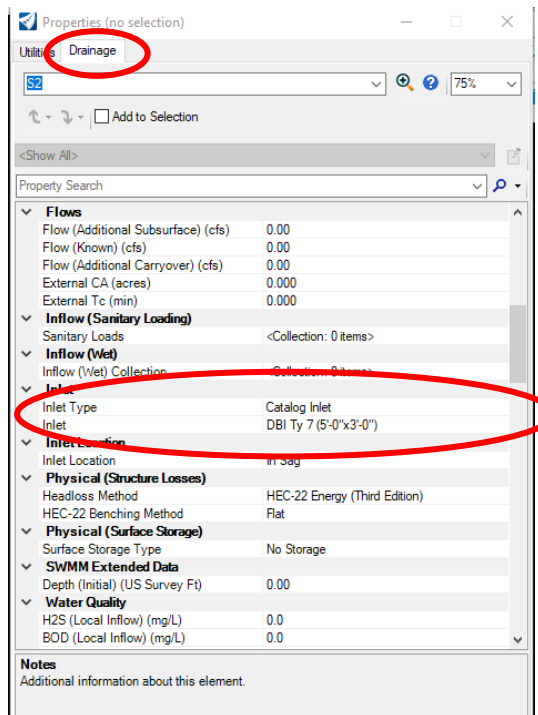 Properties (no selection)
Utilities Drainage
S2 75%
Add to Selection
<Show All>
Property Search
Flows
Flow (Additional Subsurface) (cfs) 0.00
Flow (Known) (cfs) 0.00
Flow (Additional Carryover) (cfs) 0.00
External CA (acres) 0.000
External Tc (min) 0.000
Inflow (Sanitary Loading)
Sanitary Loads <Collection: 0 items>
Inflow (Wet)
Inflow (Wet) Collection <Collection: 0 items>
Inlet
Inlet Type Catalog Inlet
Inlet DBI Ty 7 (5'-0"x3'-0")
Inlet Location
Inlet Location In Sag
Physical (Structure Losses)
Headloss Method HEC-22 Energy (Third Edition)
HEC-22 Benching Method Flat
Physical (Surface Storage)
Surface Storage Type No Storage
SWMM Extended Data
Depth (Initial) (US Survey Ft) 0.00
Water Quality
H2S (Local Inflow) (mg/L) 0.0
BOD (Local Inflow) (mg/L) 0.0
Notes
Additional information about this element.